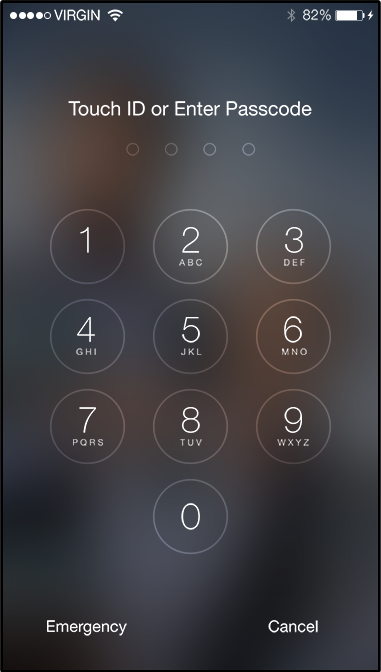 VIRGIN 82%
Touch ID or Enter Passcode
1 2 3
ABC DEF
4 5 6
GHI JKL MNO
7 8 9
PQRS TUV WXYZ
0
Emergency Cancel